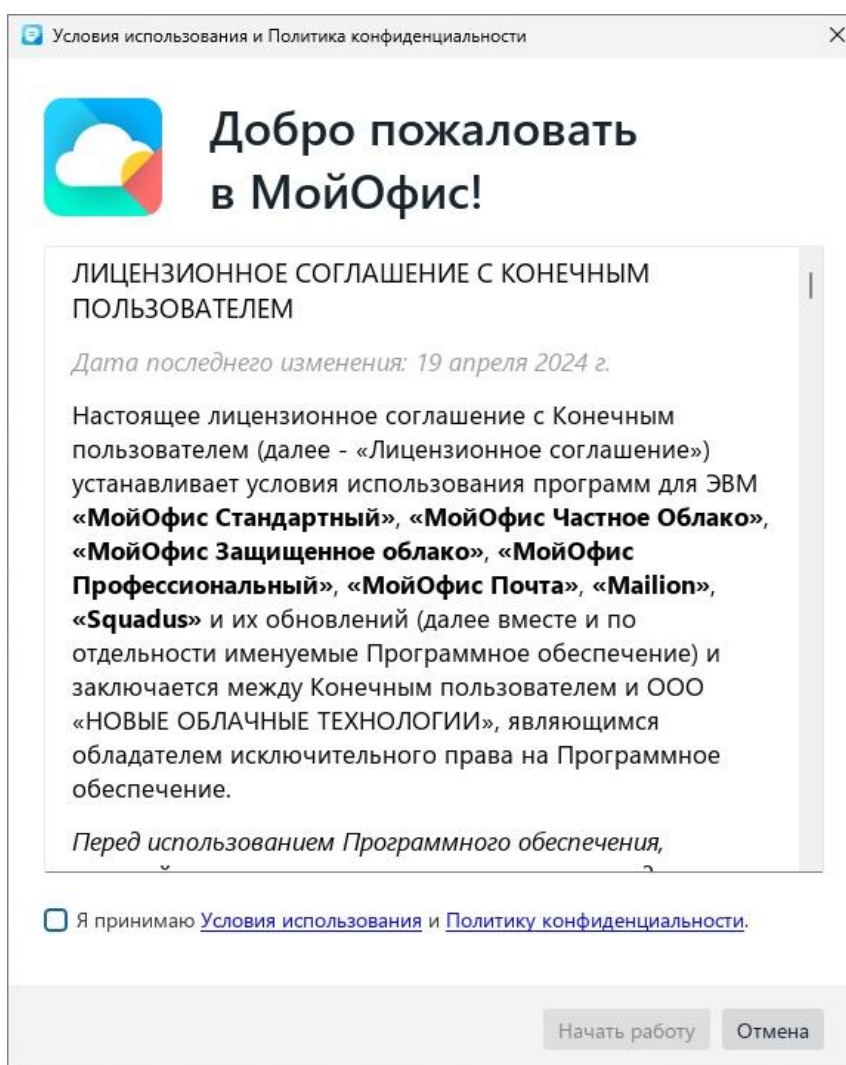 Условия использования и Политика конфиденциальности
Добро пожаловать
в МойОфис!
ЛИЦЕНЗИОННОЕ СОГЛАШЕНИЕ С КОНЕЧНЫМ
ПОЛЬЗОВАТЕЛЕМ
Дата последнего изменения: 19 апреля 2024 г.
Настоящее лицензионное соглашение с Конечным
пользователем (далее - «Лицензионное соглашение»)
устанавливает условия использования программ для ЭВМ
«МойОфис Стандартный», «МойОфис Частное Облако»,
«МойОфис Защищенное облако», «МойОфис
Профессиональный», «МойОфис Почта», «Mailion»,
«Squadus» и их обновлений (далее вместе и по
отдельности именуемые Программное обеспечение) и
заключается между Конечным пользователем и ООО
«НОВЫЕ ОБЛАЧНЫЕ ТЕХНОЛОГИИ», являющимся
обладателем исключительного права на Программное
обеспечение.
Перед использованием Программного обеспечения,
Я принимаю Условия использования и Политику конфиденциальности.
Начать работу Отмена